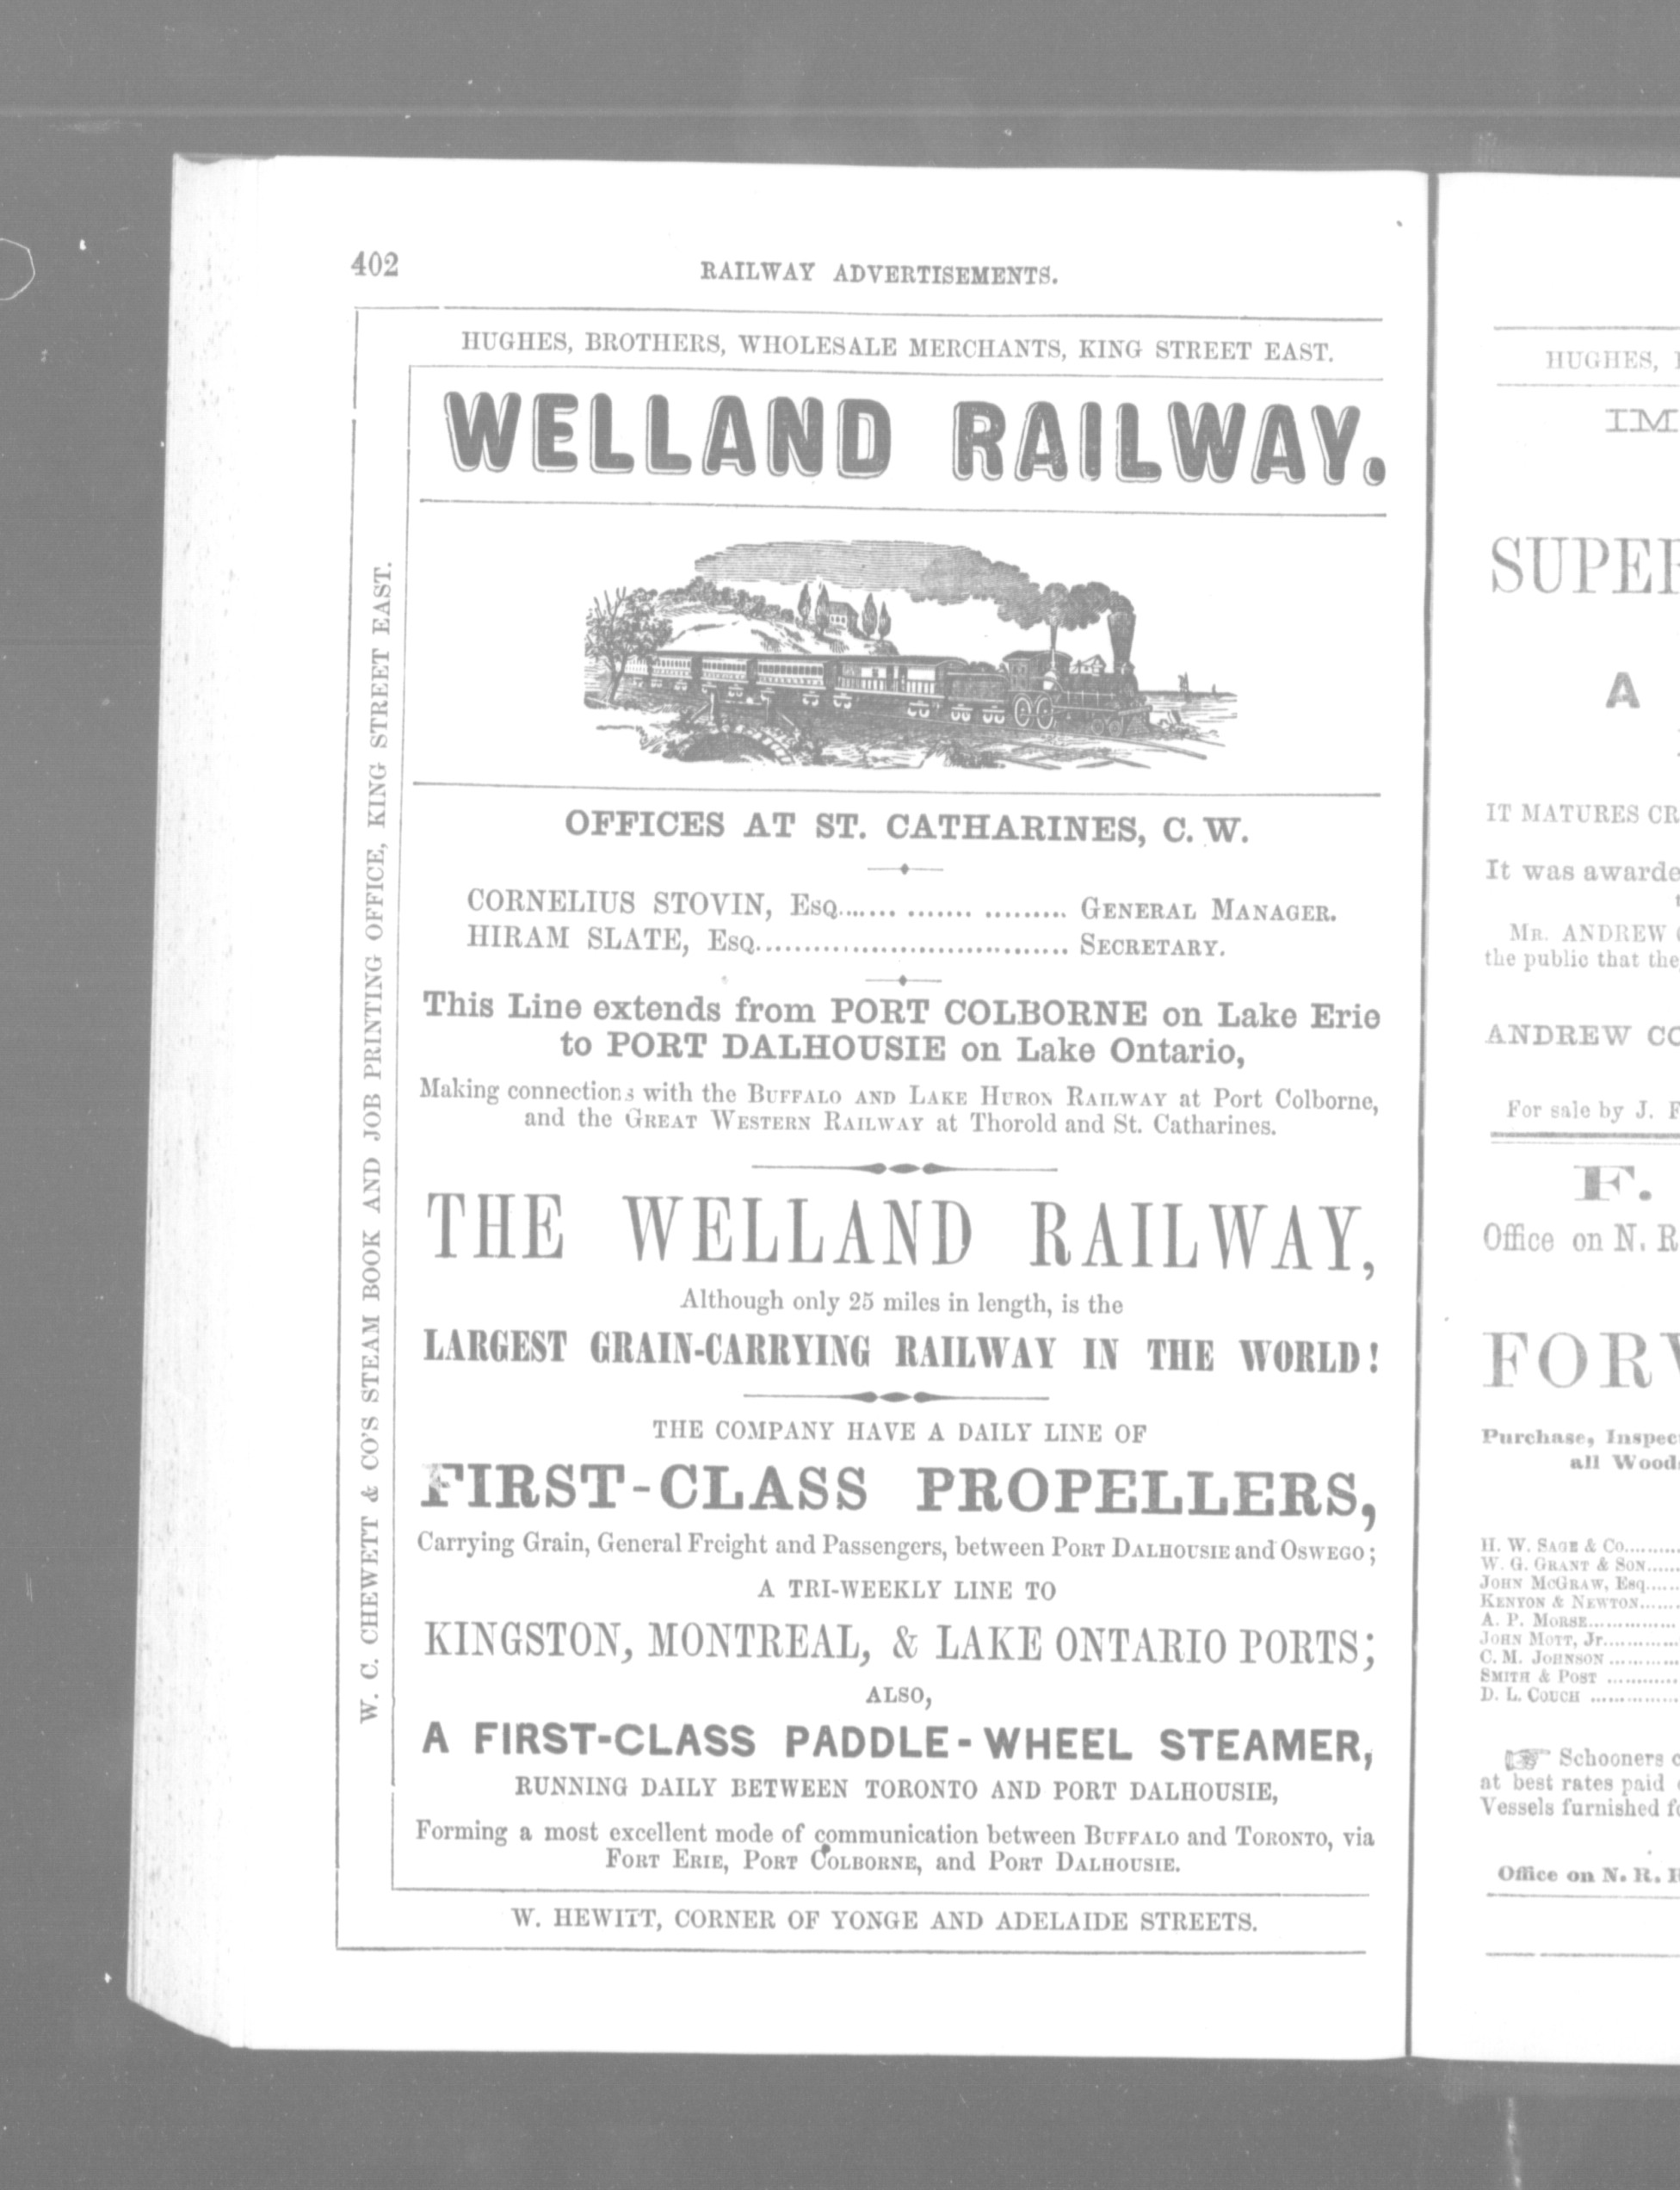 402
RAILWAY ADVERTISEMENTS.
HUGHES, BROTHERS, WHOLESALE MERCHANTS, KING STREET EAST.
W. C. CHEWETT & CO'S STEAM BOOK AND JOB PRINTING OFFICE, KING STREET EAST.
WELLAND RAILWAY.
OFFICES AT ST. CATHARINES, C. W.
CORNELIUS STOVIN, Esq...... ....... ......... GENERAL MANAGER.
HIRAM SLATE, Esq.................................. SECRETARY.
This Line extends from PORT COLBORNE on Lake Erie
to PORT DALHOUSIE on Lake Ontario,
Making connections with the BUFFALO AND LAKE HURON RAILWAY at Port Colborne,
and the GREAT WESTERN RAILWAY at Thorold and St. Catharines.
THE WELLAND RAILWAY,
Although only 25 miles in length, is the
LARGEST GRAIN-CARRYING RAILWAY IN THE WORLD!
THE COMPANY HAVE A DAILY LINE OF
FIRST-CLASS PROPELLERS,
Carrying Grain, General Freight and Passengers, between PORT DALHOUSIE and OSWEGO;
A TRI-WEEKLY LINE TO
KINGSTON, MONTREAL, & LAKE ONTARIO PORTS;
ALSO,
A FIRST-CLASS PADDLE-WHEEL STEAMER,
RUNNING DAILY BETWEEN TORONTO AND PORT DALHOUSIE,
Forming a most excellent mode of communication between BUFFALO and TORONTO, via
FORT ERIE, PORT COLBORNE, and PORT DALHOUSIE.
W. HEWITT, CORNER OF YONGE AND ADELAIDE STREETS.
HUGHES,
IM
SUPE
A
IT MATURES CR
It was awarde
MR. ANDREW
the public that the
ANDREW CO
For sale by J. F
F.
Office on N. R
FOR
Purchase, Inspec
all Wood
H. W. SAGE & Co..........
W. G. GRANT & SON......
JOHN McGRAW, Esq......
KENYON & NEWTON.......
A. P. MORSE..............
JOHN MOTT, Jr............
C. M. JOHNSON ...........
SMITH & POST ............
D. L. COUCH ..............
☞ Schooners
at best rates paid
Vessels furnished fo
Office on N. R. R